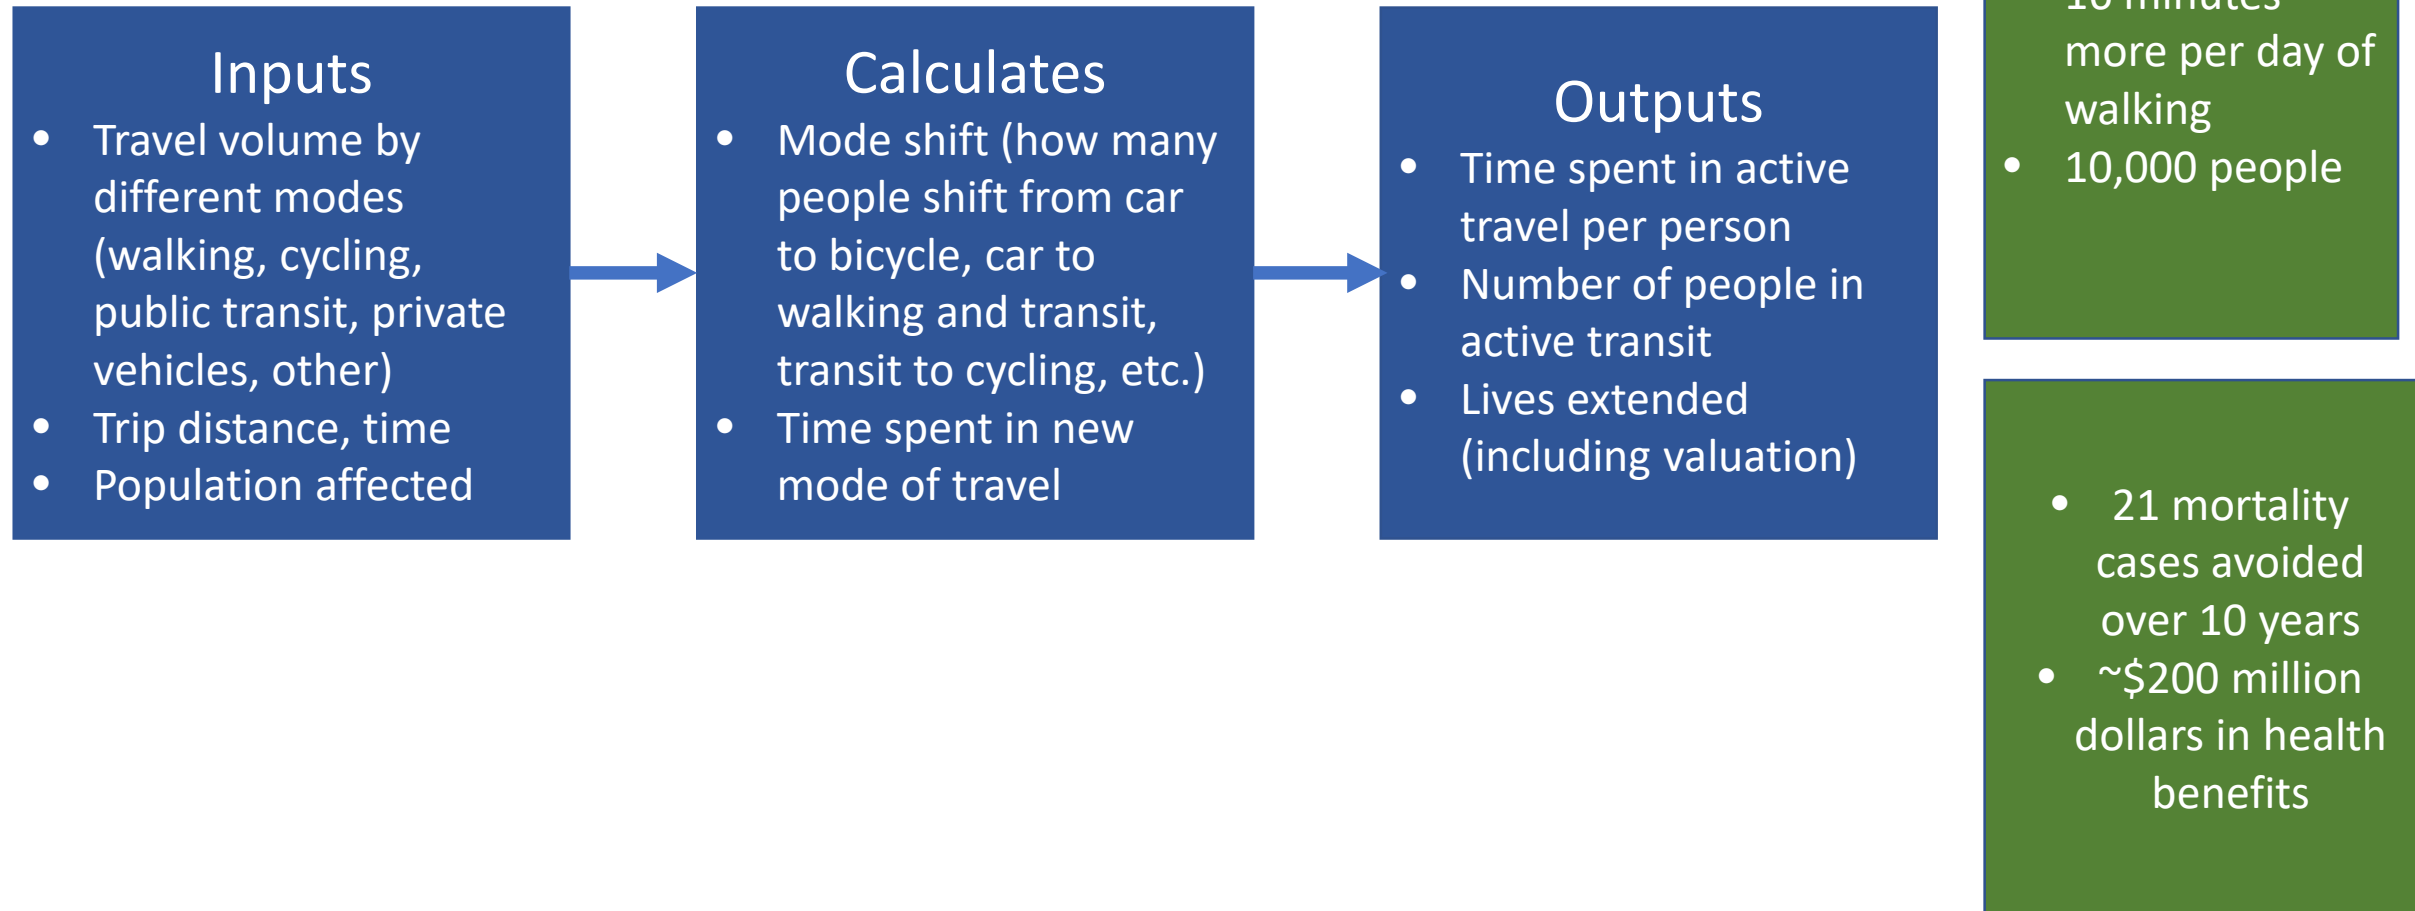 Inputs
• Travel volume by
different modes
(walking, cycling,
public transit, private
vehicles, other)
• Trip distance, time
• Population affected
Calculates
• Mode shift (how many
people shift from car
to bicycle, car to
walking and transit,
transit to cycling, etc.)
• Time spent in new
mode of travel
Outputs
• Time spent in active
travel per person
• Number of people in
active transit
• Lives extended
(including valuation)
minutes
more per day of
walking
• 10,000 people
• 21 mortality
cases avoided
over 10 years
• ~$200 million
dollars in health
benefits